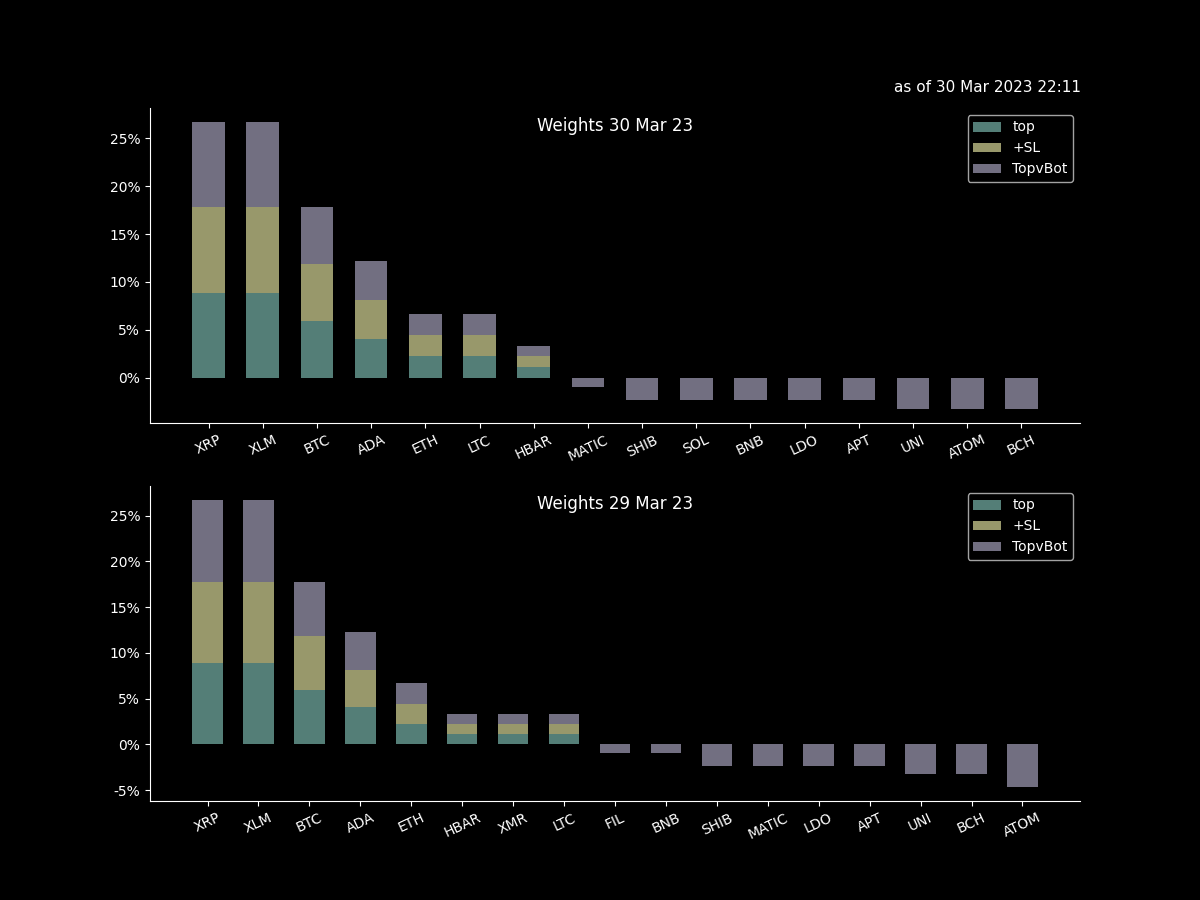 as of 30 Mar 2023 22:11
Weights 30 Mar 23
top
+SL
TopvBot
25%
20%
15%
10%
5%
0%
XRP XLM BTC ADA ETH LTC HBAR MATIC SHIB SOL BNB LDO APT UNI ATOM BCH
Weights 29 Mar 23
top
+SL
TopvBot
25%
20%
15%
10%
5%
0%
-5%
XRP XLM BTC ADA ETH HBAR XMR LTC FIL BNB SHIB MATIC LDO APT UNI BCH ATOM